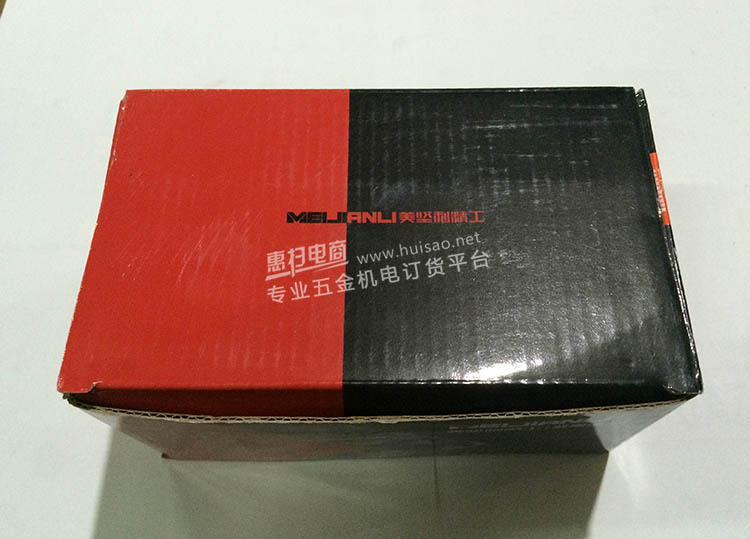 MEIJIANLI美坚利精工
惠扫电商 www.huisao.net
专业五金机电订货平台
MEIJIANLI